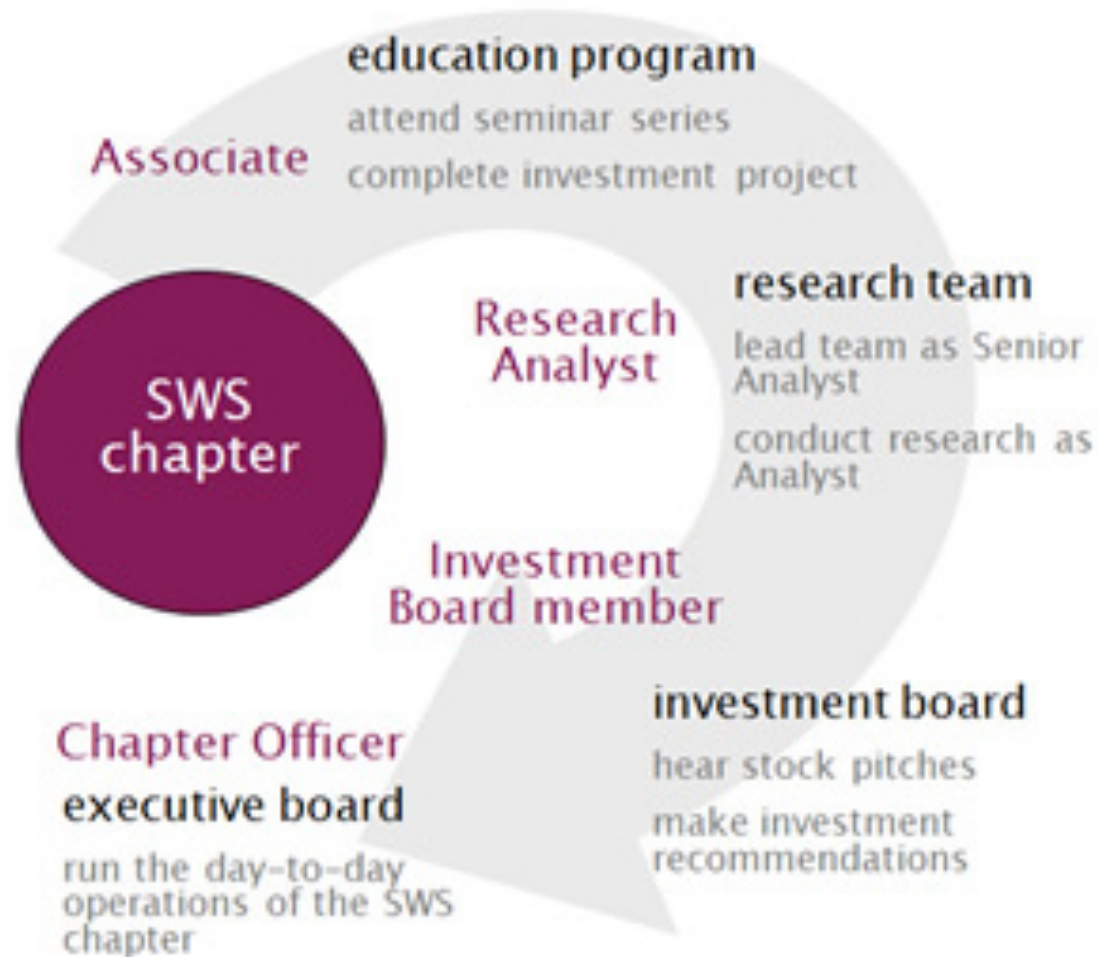 education program
attend seminar series
complete investment project
Associate
research team
lead team as Senior
Analyst
conduct research as
Analyst
Research
Analyst
SWS
chapter
Investment
Board member
investment board
hear stock pitches
make investment
recommendations
Chapter Officer
executive board
run the day-to-day
operations of the SWS
chapter